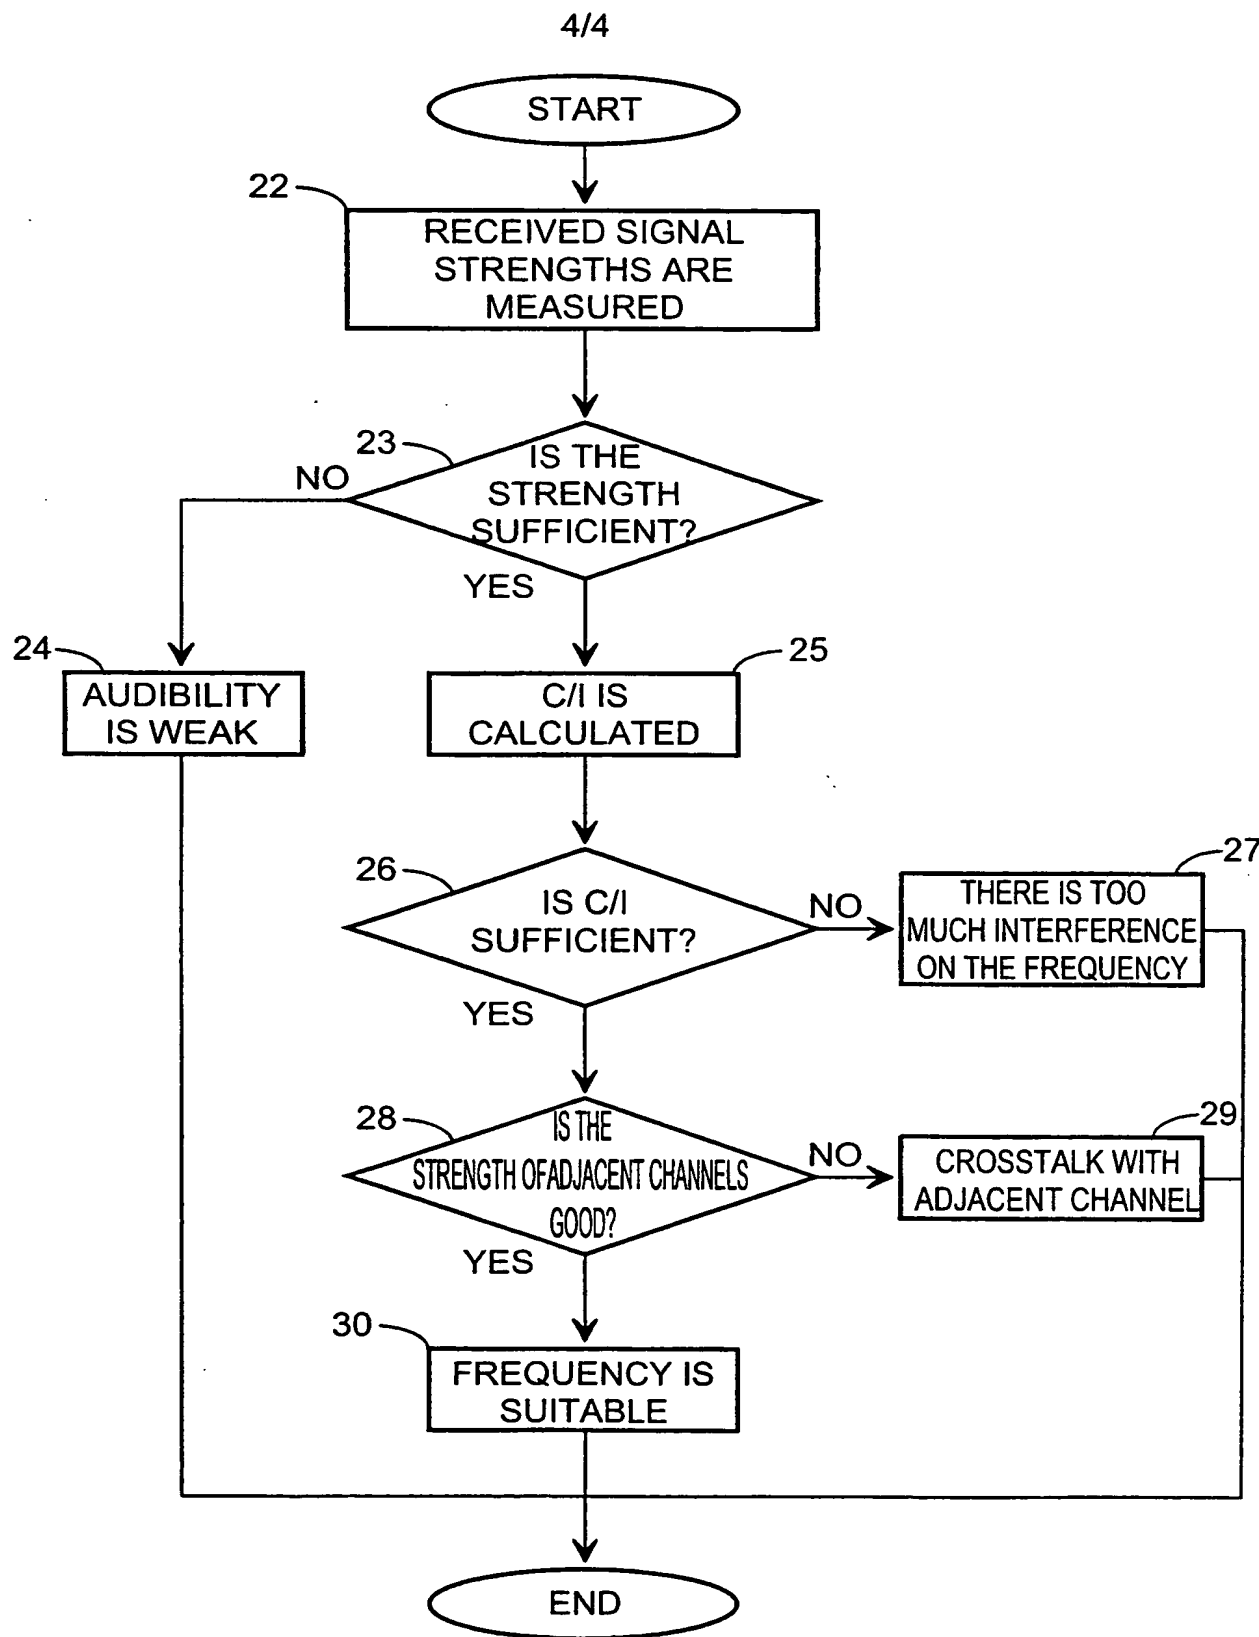 4/4
START
22
RECEIVED SIGNAL
STRENGTHS ARE
MEASURED
23
NO
IS THE
STRENGTH
SUFFICIENT?
YES
24
AUDIBILITY
IS WEAK
25
C/I IS
CALCULATED
26
IS C/I
SUFFICIENT?
NO
YES
27
THERE IS TOO
MUCH INTERFERENCE
ON THE FREQUENCY
28
IS THE
STRENGTH OF ADJACENT CHANNELS
GOOD?
NO
YES
29
CROSSTALK WITH
ADJACENT CHANNEL
30
FREQUENCY IS
SUITABLE
END